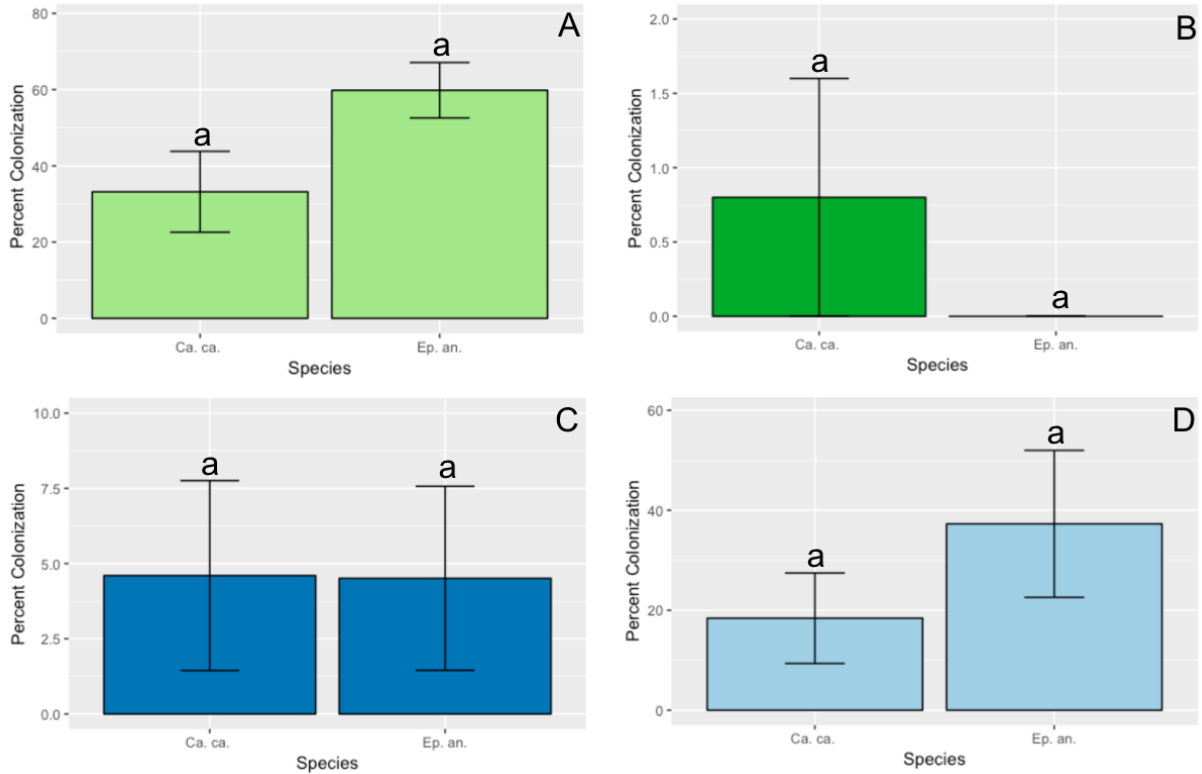 A
80
60
40
20
0
Percent Colonization
a
a
Ca. ca.
Ep. an.
Species
B
2.0
1.5
1.0
0.5
0.0
Percent Colonization
a
a
Ca. ca.
Ep. an.
Species
C
10.0
7.5
5.0
2.5
0.0
Percent Colonization
a
a
Ca. ca.
Ep. an.
Species
D
60
40
20
0
Percent Colonization
a
a
Ca. ca.
Ep. an.
Species